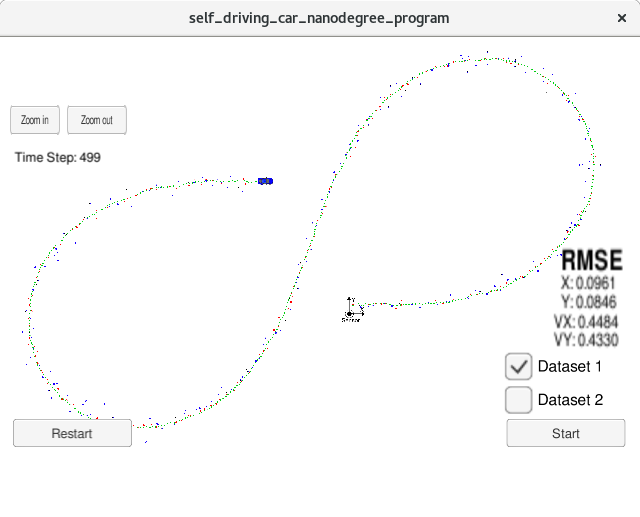 self_driving_car_nanodegree_program
Zoom in
Zoom out
Time Step: 499
Y
Sensor
RMSE
X: 0.0961
Y: 0.0846
VX: 0.4484
VY: 0.4330
Dataset 1
Dataset 2
Restart
Start